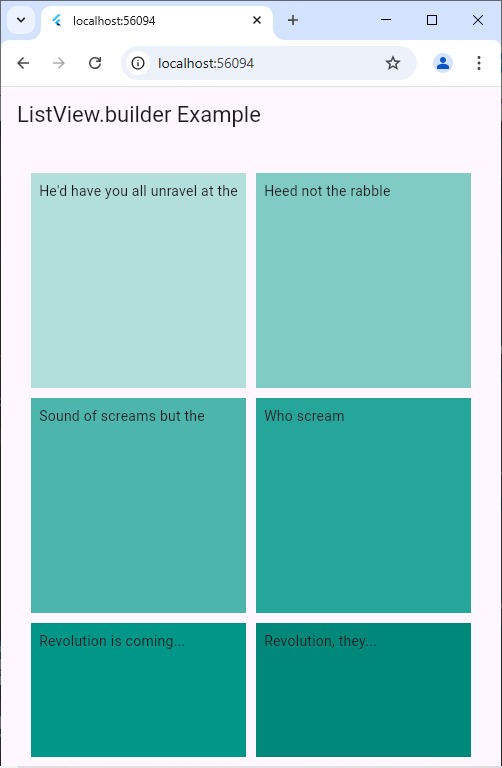 localhost:56094
localhost:56094
ListView.builder Example
He'd have you all unravel at the
Heed not the rabble
Sound of screams but the
Who scream
Revolution is coming...
Revolution, they...